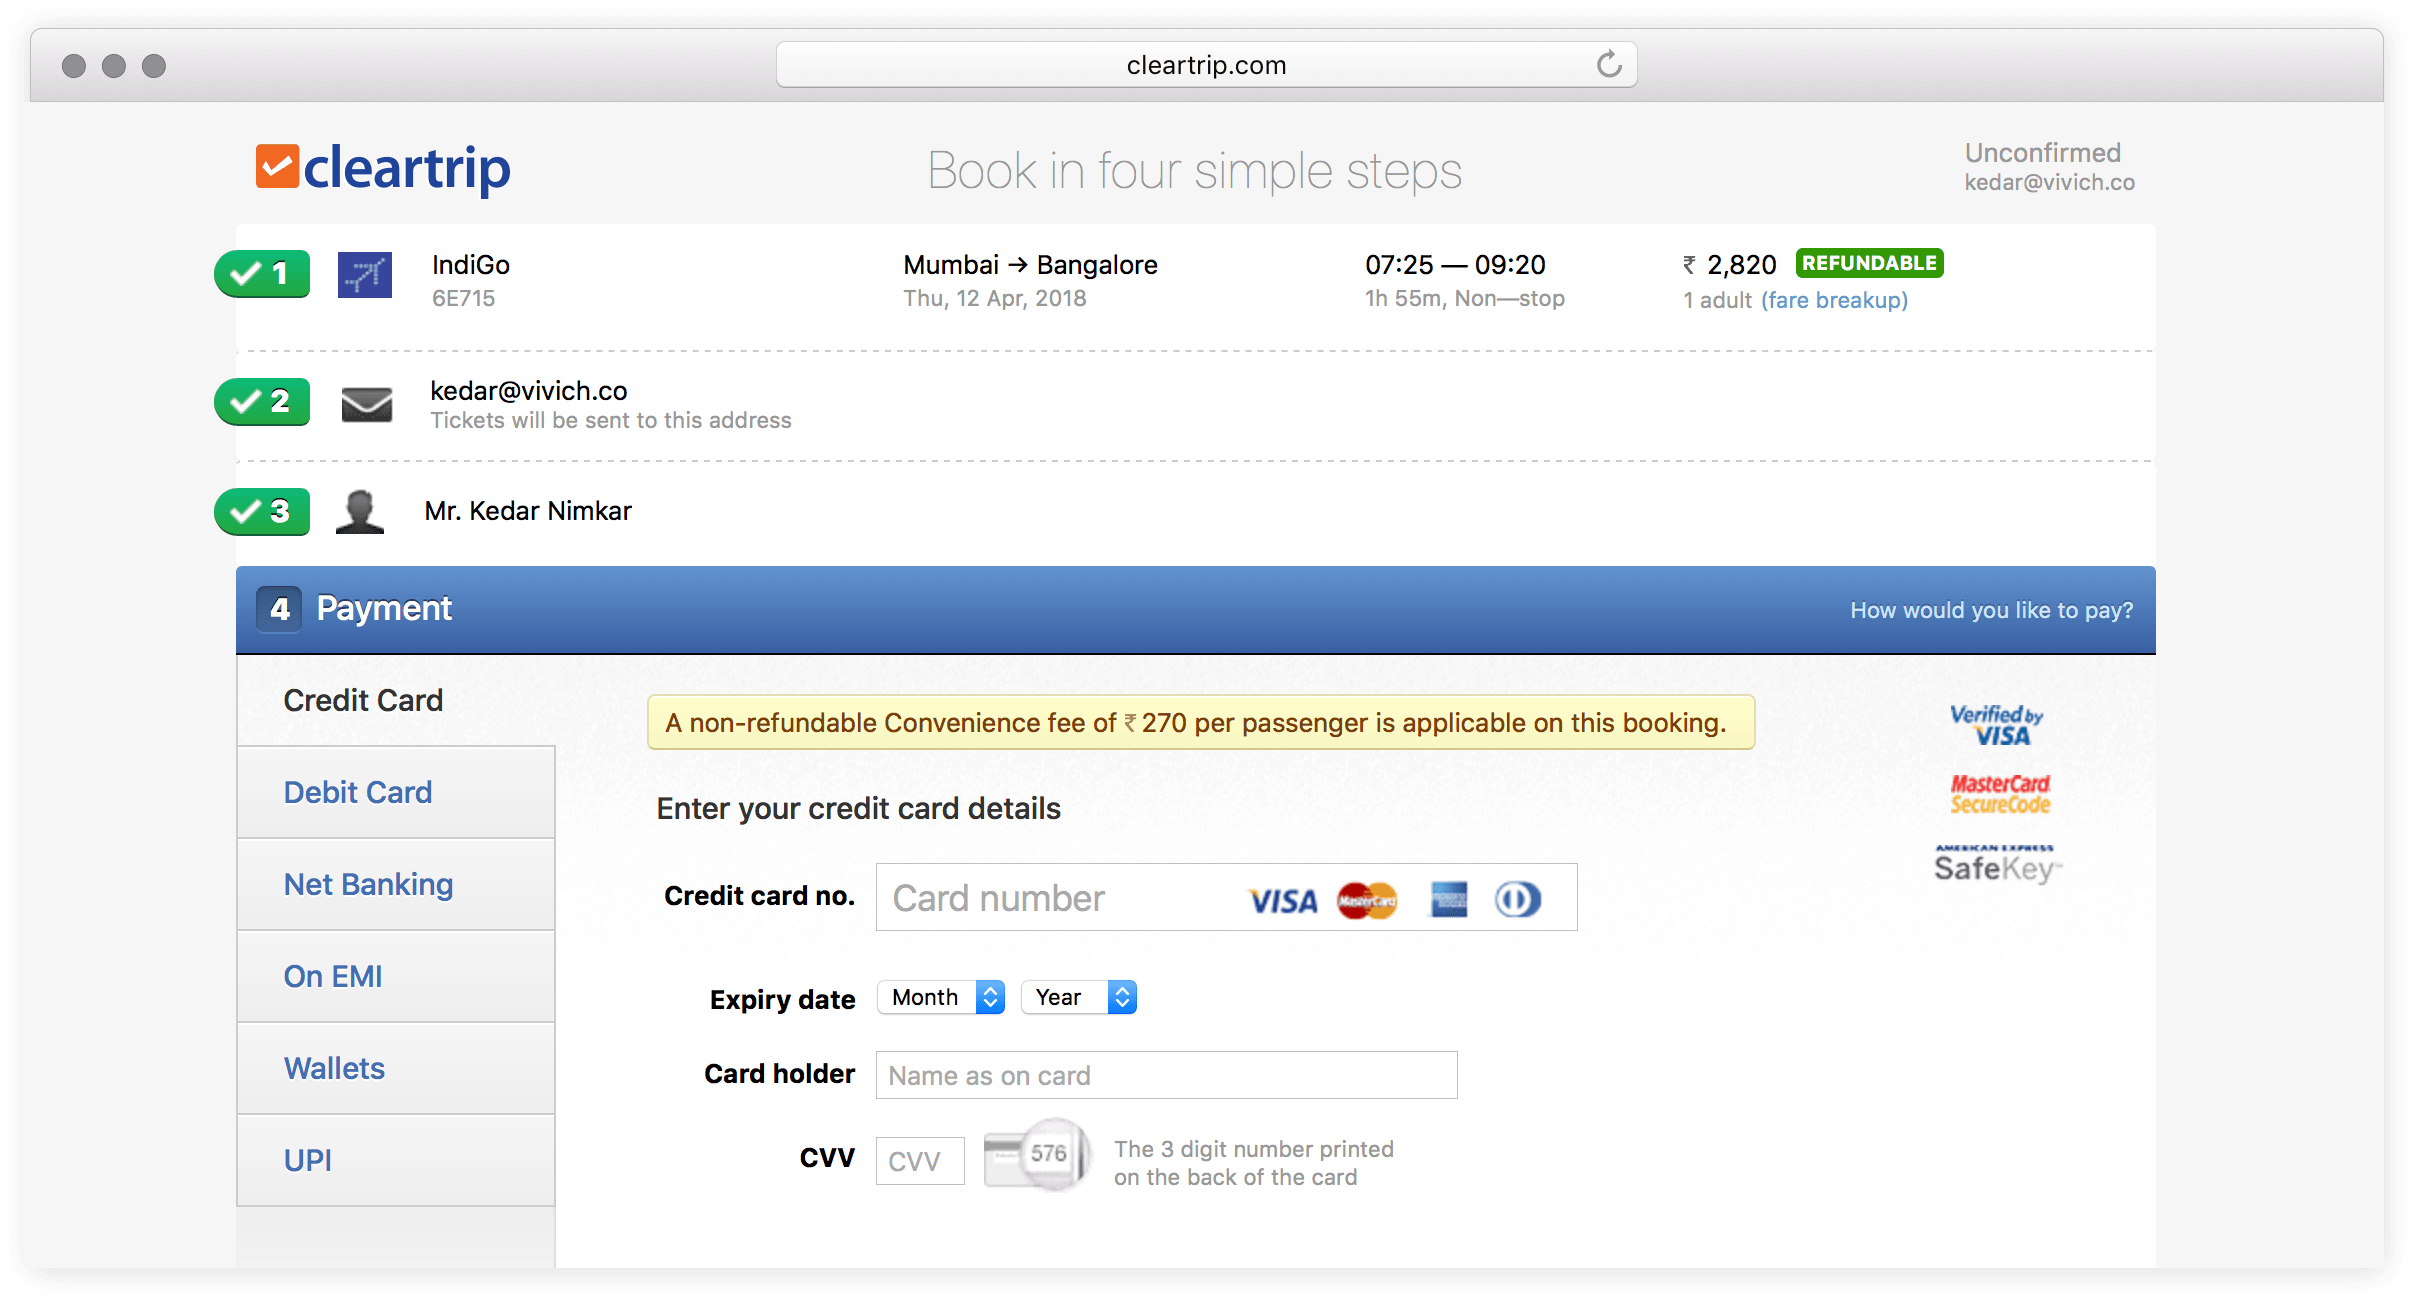 cleartrip.com
cleartrip
Book in four simple steps
Unconfirmed
kedar@vivich.co
1
IndiGo
6E715
Mumbai → Bangalore
Thu, 12 Apr, 2018
07:25 — 09:20
1h 55m, Non—stop
₹ 2,820 REFUNDABLE
1 adult (fare breakup)
2
kedar@vivich.co
Tickets will be sent to this address
3
Mr. Kedar Nimkar
4 Payment
How would you like to pay?
Credit Card
Debit Card
Net Banking
On EMI
Wallets
UPI
A non-refundable Convenience fee of ₹ 270 per passenger is applicable on this booking.
Enter your credit card details
Credit card no.
Card number
VISA
MasterCard
Expiry date
Month
Year
Card holder
Name as on card
CVV
CVV
576
The 3 digit number printed
on the back of the card
Verified by
VISA
MasterCard
SecureCode
AMERICAN EXPRESS
SafeKey™